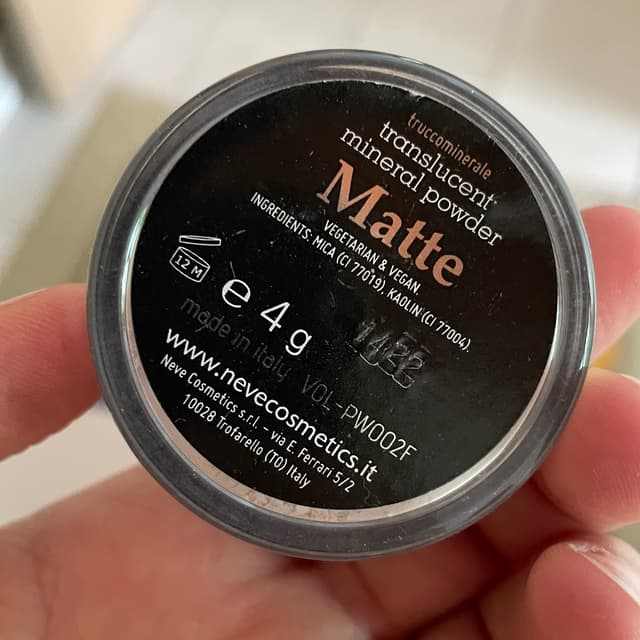 truccominerale
translucent
mineral powder
Matte
VEGETARIAN & VEGAN.
INGREDIENTS: MICA (CI 77019), KAOLIN (CI 77004).
12 M
e 4 g
made in italy VOL-PW002F
www.nevecosmetics.it
Neve Cosmetics s.r.l. – via E. Ferrari 5/2
10028 Trofarello (TO) Italy